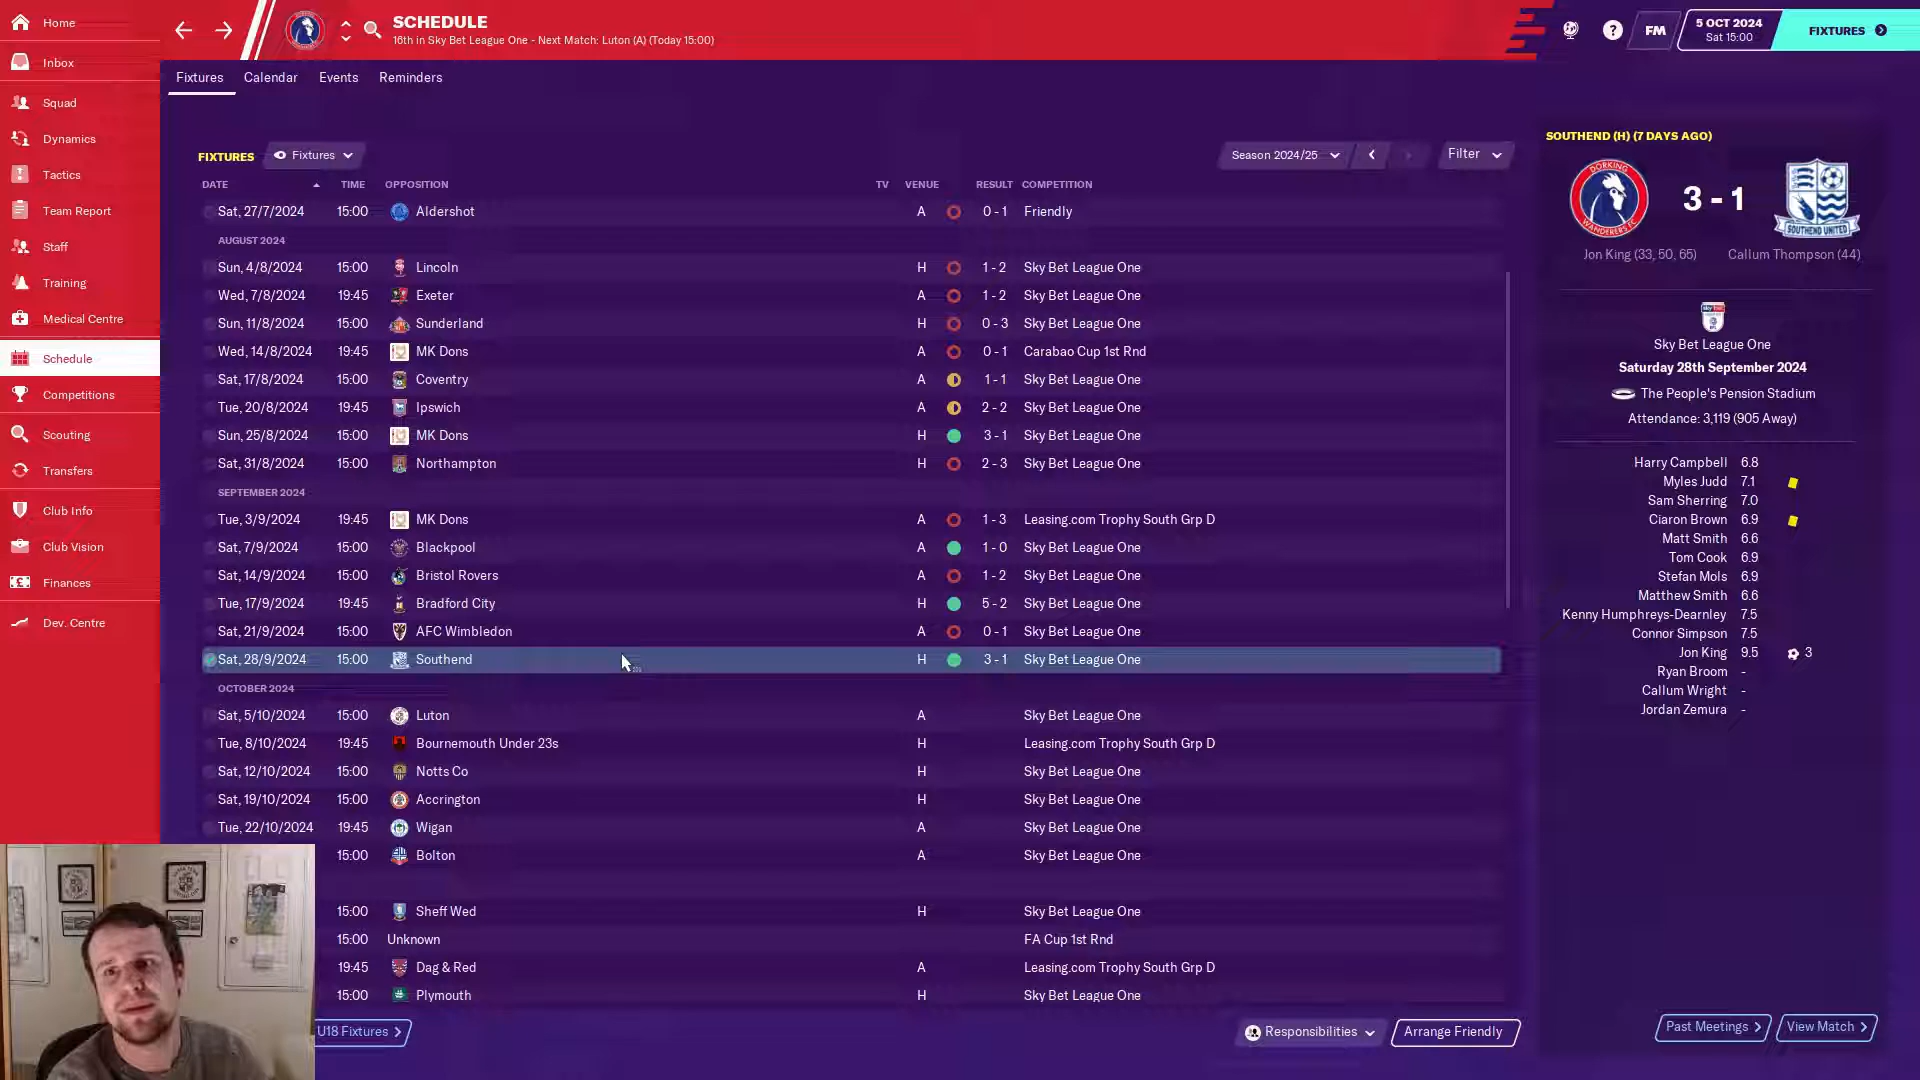 Home
Inbox
Squad
Dynamics
Tactics
Team Report
Staff
Training
Medical Centre
Schedule
Competitions
Scouting
Transfers
Club Info
Club Vision
Finances
Dev. Centre
SCHEDULE
16th in Sky Bet League One - Next Match: Luton (A) (Today 15:00)
FM
5 OCT 2024
Sat 15:00
FIXTURES
Fixtures Calendar Events Reminders
FIXTURES Fixtures Season 2024/25 Filter
DATE TIME OPPOSITION TV VENUE RESULT COMPETITION
Sat, 27/7/2024 15:00 Aldershot A 0 - 1 Friendly
AUGUST 2024
Sun, 4/8/2024 15:00 Lincoln H 1 - 2 Sky Bet League One
Wed, 7/8/2024 19:45 Exeter A 1 - 2 Sky Bet League One
Sun, 11/8/2024 15:00 Sunderland H 0 - 3 Sky Bet League One
Wed, 14/8/2024 19:45 MK Dons A 0 - 1 Carabao Cup 1st Rnd
Sat, 17/8/2024 15:00 Coventry A 1 - 1 Sky Bet League One
Tue, 20/8/2024 19:45 Ipswich A 2 - 2 Sky Bet League One
Sun, 25/8/2024 15:00 MK Dons H 3 - 1 Sky Bet League One
Sat, 31/8/2024 15:00 Northampton H 2 - 3 Sky Bet League One
SEPTEMBER 2024
Tue, 3/9/2024 19:45 MK Dons A 1 - 3 Leasing.com Trophy South Grp D
Sat, 7/9/2024 15:00 Blackpool A 1 - 0 Sky Bet League One
Sat, 14/9/2024 15:00 Bristol Rovers A 1 - 2 Sky Bet League One
Tue, 17/9/2024 19:45 Bradford City H 5 - 2 Sky Bet League One
Sat, 21/9/2024 15:00 AFC Wimbledon A 0 - 1 Sky Bet League One
Sat, 28/9/2024 15:00 Southend H 3 - 1 Sky Bet League One
OCTOBER 2024
Sat, 5/10/2024 15:00 Luton A Sky Bet League One
Tue, 8/10/2024 19:45 Bournemouth Under 23s H Leasing.com Trophy South Grp D
Sat, 12/10/2024 15:00 Notts Co H Sky Bet League One
Sat, 19/10/2024 15:00 Accrington H Sky Bet League One
Tue, 22/10/2024 19:45 Wigan A Sky Bet League One
15:00 Bolton A Sky Bet League One
15:00 Sheff Wed H Sky Bet League One
15:00 Unknown FA Cup 1st Rnd
19:45 Dag & Red A Leasing.com Trophy South Grp D
15:00 Plymouth H Sky Bet League One
U18 Fixtures Responsibilities Arrange Friendly
SOUTHEND (H) (7 DAYS AGO)
DORKING
WANDERERS FC
3 - 1
SOUTHEND UNITED
Jon King (33, 50, 65) Callum Thompson (44)
Sky Bet League One
Saturday 28th September 2024
The People's Pension Stadium
Attendance: 3,119 (905 Away)
Harry Campbell 6.8
Myles Judd 7.1
Sam Sherring 7.0
Ciaron Brown 6.9
Matt Smith 6.6
Tom Cook 6.9
Stefan Mols 6.9
Matthew Smith 6.6
Kenny Humphreys-Dearnley 7.5
Connor Simpson 7.5
Jon King 9.5 3
Ryan Broom -
Callum Wright -
Jordan Zemura -
Past Meetings View Match